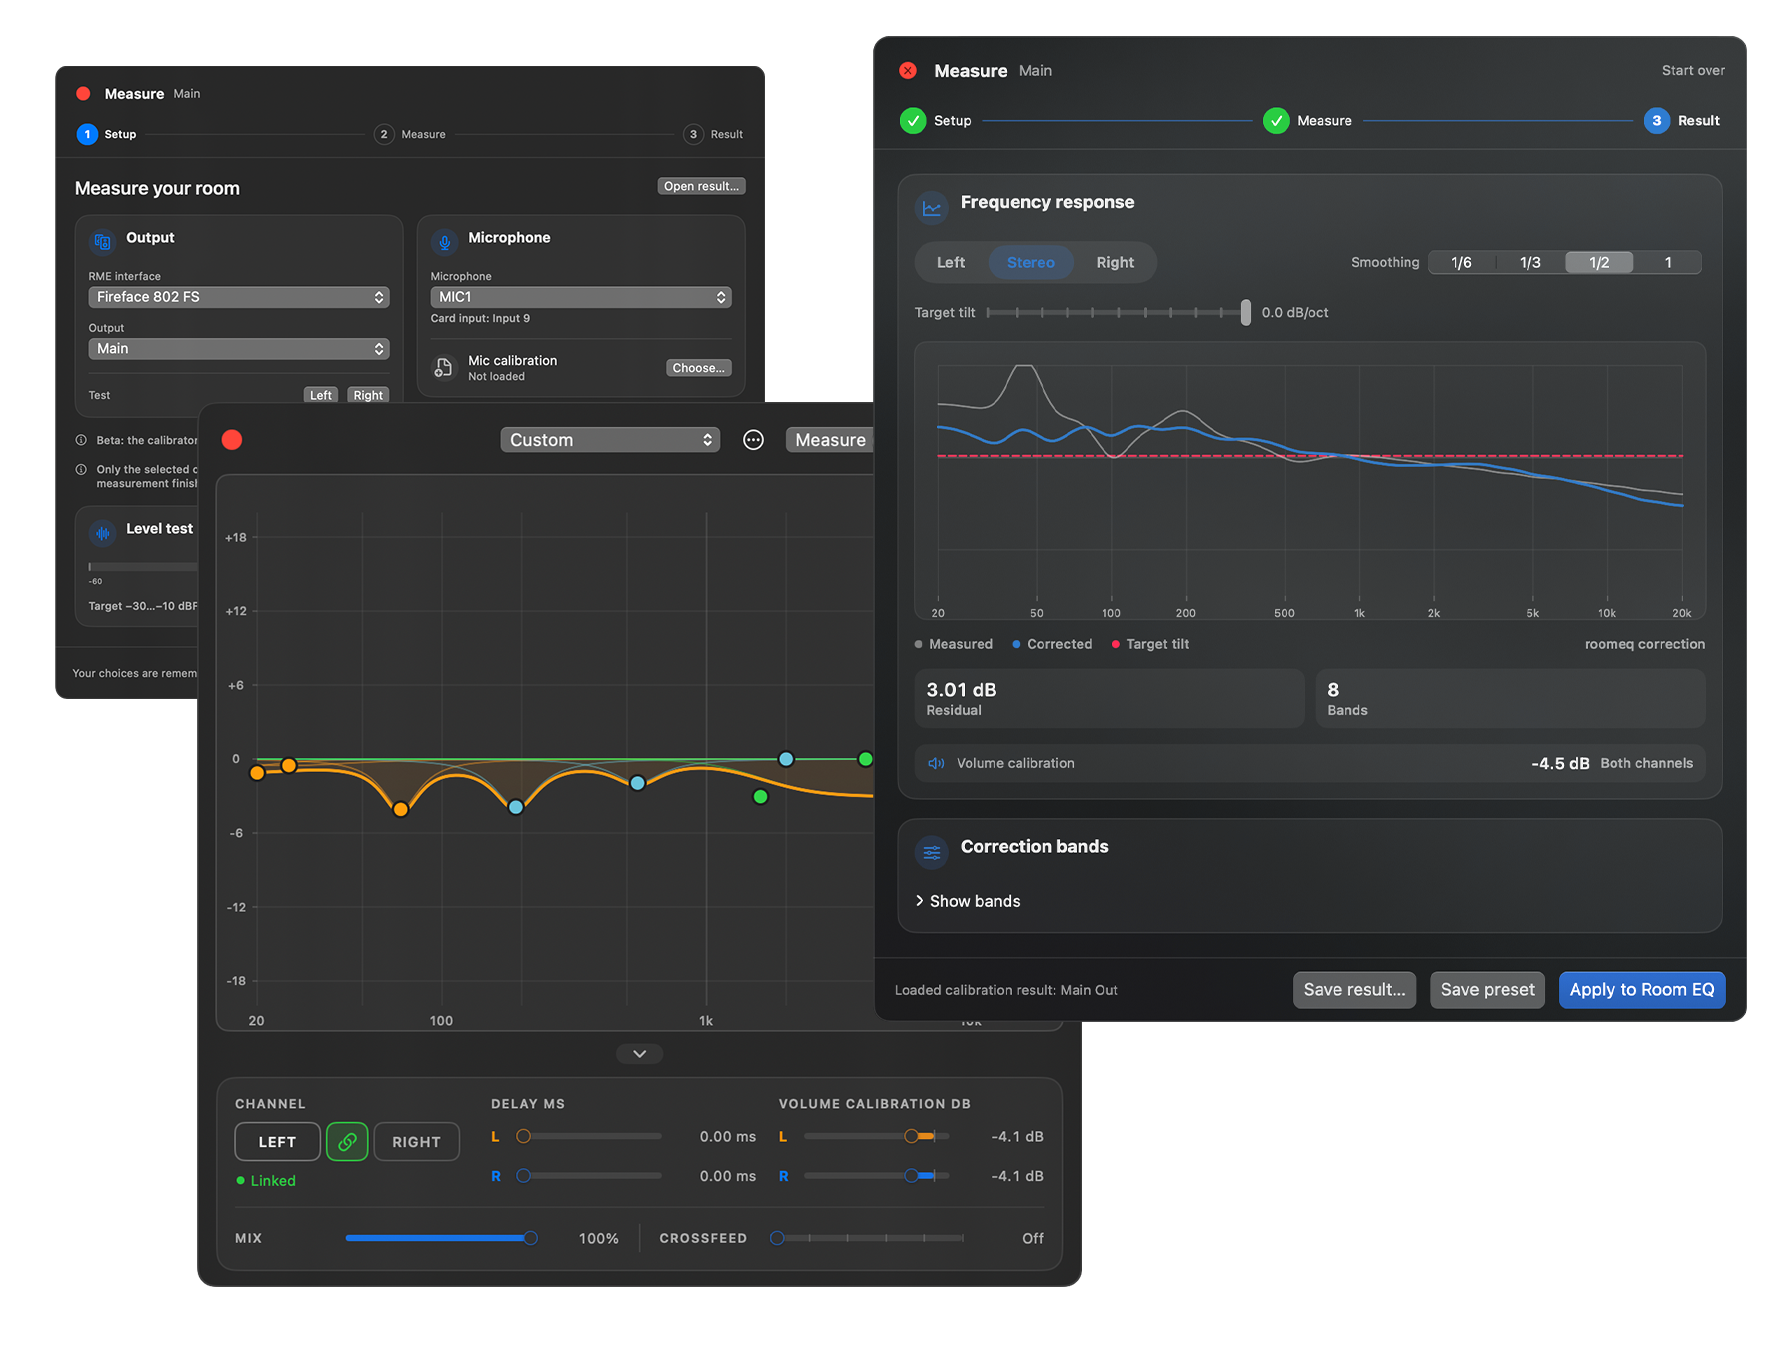 Measure Main
1 Setup 2 Measure 3 Result
Measure your room
Open result...
Output
RME interface
Fireface 802 FS
Output
Main
Test Left Right
Microphone
Microphone
MIC1
Card input: Input 9
Mic calibration
Not loaded
Choose...
Beta: the calibrator
Only the selected
measurement
Level test
-60
Target −30...−10
Your choices are
Custom
Measure
+18
+12
+6
0
-6
-12
-18
20 100 1k
CHANNEL
LEFT RIGHT
Linked
DELAY MS
L 0.00 ms
R 0.00 ms
VOLUME CALIBRATION DB
L -4.1 dB
R -4.1 dB
MIX 100% CROSSFEED Off
Measure Main Start over
Setup Measure 3 Result
Frequency response
Left Stereo Right
Smoothing 1/6 1/3 1/2 1
Target tilt 0.0 dB/oct
20 50 100 200 500 1k 2k 5k 10k 20k
Measured Corrected Target tilt roomeq correction
3.01 dB
Residual
8
Bands
Volume calibration -4.5 dB Both channels
Correction bands
Show bands
Loaded calibration result: Main Out
Save result... Save preset Apply to Room EQ